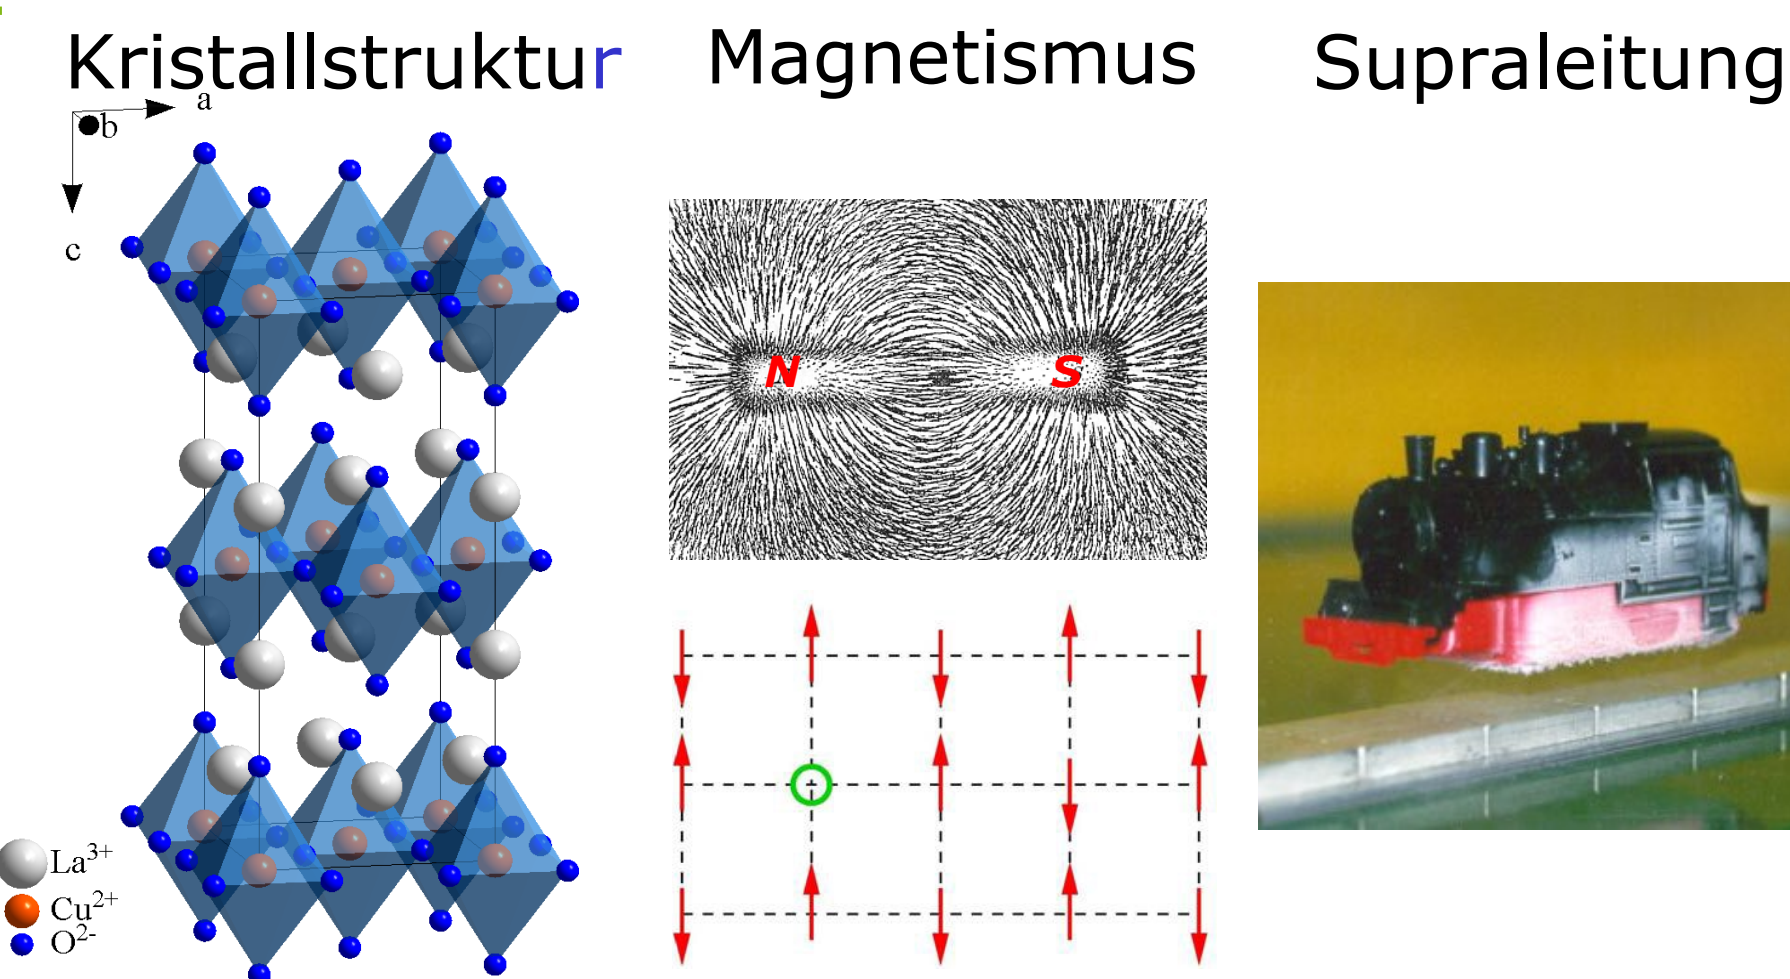 Kristallstruktur
Magnetismus
Supraleitung
a
b
c
N
S
La³⁺
Cu²⁺
O²⁻